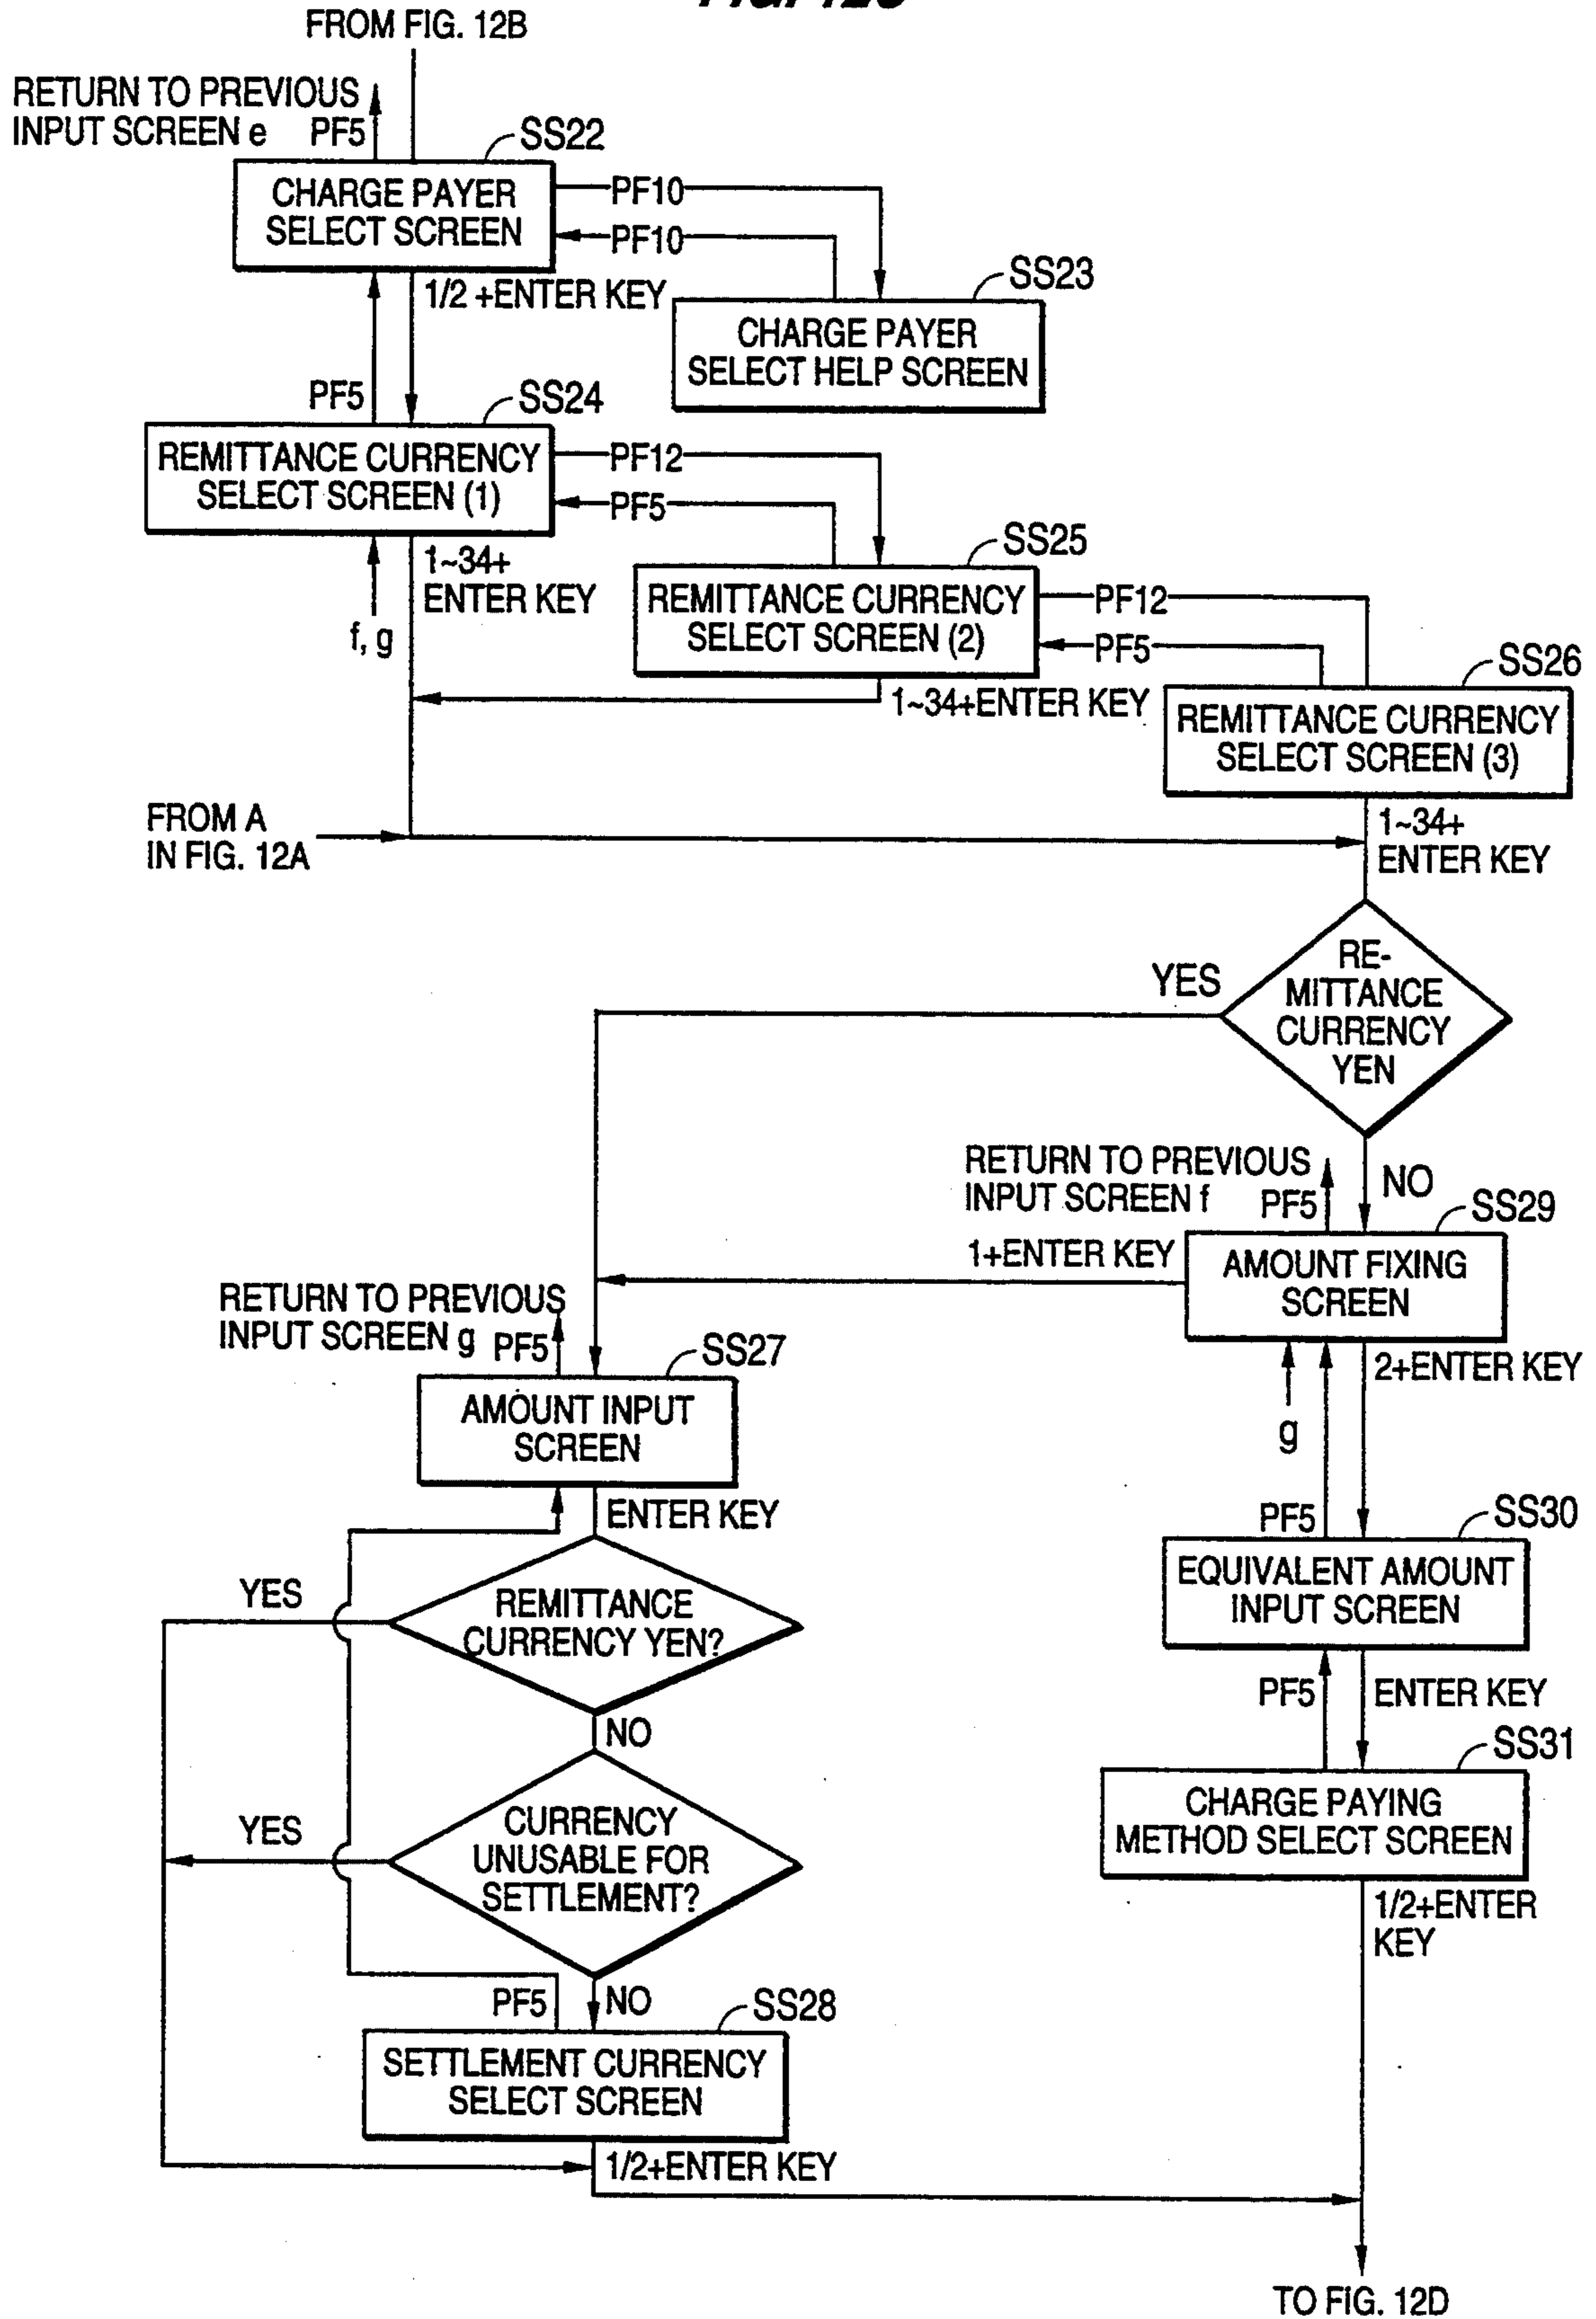 FROM FIG. 12B
RETURN TO PREVIOUS
INPUT SCREEN e PF5
SS22
CHARGE PAYER
SELECT SCREEN
PF10
PF10
SS23
CHARGE PAYER
SELECT HELP SCREEN
1/2 +ENTER KEY
PF5
SS24
REMITTANCE CURRENCY
SELECT SCREEN (1)
PF12
PF5
SS25
REMITTANCE CURRENCY
SELECT SCREEN (2)
1~34+
ENTER KEY
f, g
PF12
PF5
SS26
REMITTANCE CURRENCY
SELECT SCREEN (3)
1~34+ENTER KEY
FROM A
IN FIG. 12A
1~34+
ENTER KEY
RE-
MITTANCE
CURRENCY
YEN
YES
NO
RETURN TO PREVIOUS
INPUT SCREEN f PF5
SS29
AMOUNT FIXING
SCREEN
1+ENTER KEY
RETURN TO PREVIOUS
INPUT SCREEN g PF5
SS27
AMOUNT INPUT
SCREEN
2+ENTER KEY
g
ENTER KEY
PF5
SS30
EQUIVALENT AMOUNT
INPUT SCREEN
YES
REMITTANCE
CURRENCY YEN?
NO
PF5
ENTER KEY
SS31
CHARGE PAYING
METHOD SELECT SCREEN
YES
CURRENCY
UNUSABLE FOR
SETTLEMENT?
1/2+ENTER
KEY
PF5
NO
SS28
SETTLEMENT CURRENCY
SELECT SCREEN
1/2+ENTER KEY
TO FIG. 12D